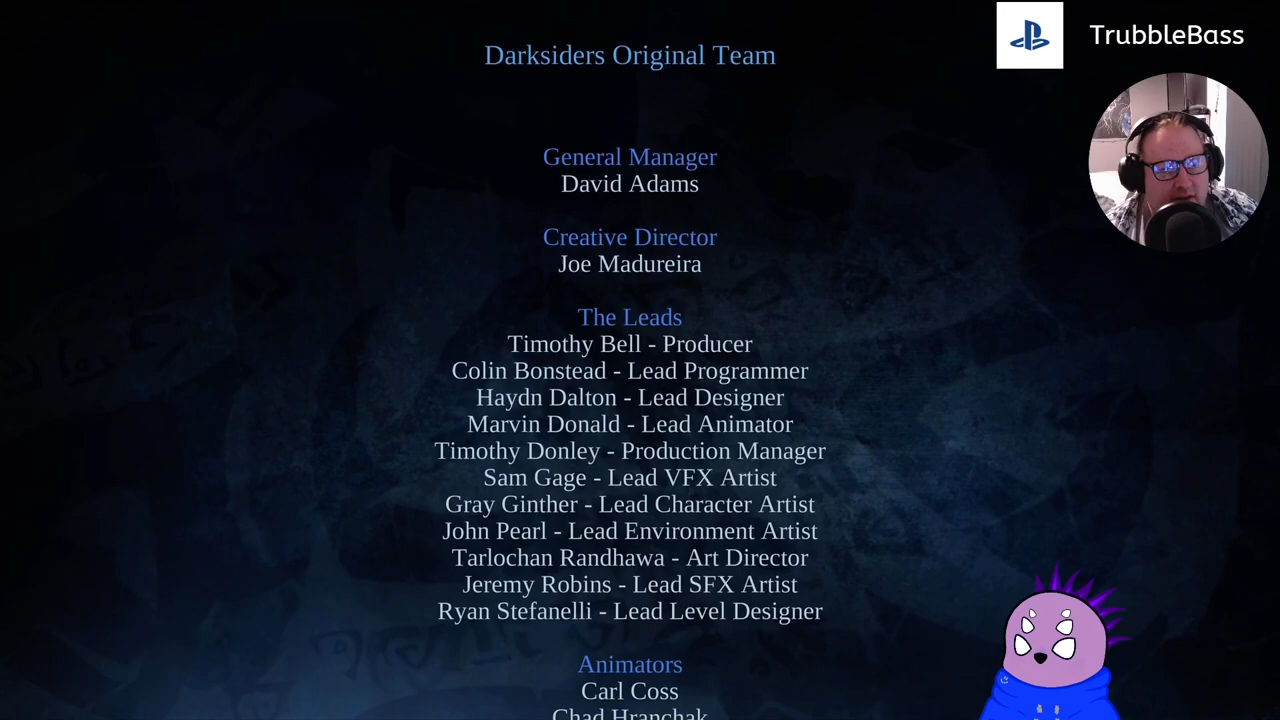 Darksiders Original Team
TrubbleBass
General Manager
David Adams
Creative Director
Joe Madureira
The Leads
Timothy Bell - Producer
Colin Bonstead - Lead Programmer
Haydn Dalton - Lead Designer
Marvin Donald - Lead Animator
Timothy Donley - Production Manager
Sam Gage - Lead VFX Artist
Gray Ginther - Lead Character Artist
John Pearl - Lead Environment Artist
Tarlochan Randhawa - Art Director
Jeremy Robins - Lead SFX Artist
Ryan Stefanelli - Lead Level Designer
Animators
Carl Coss
Chad Hranchak